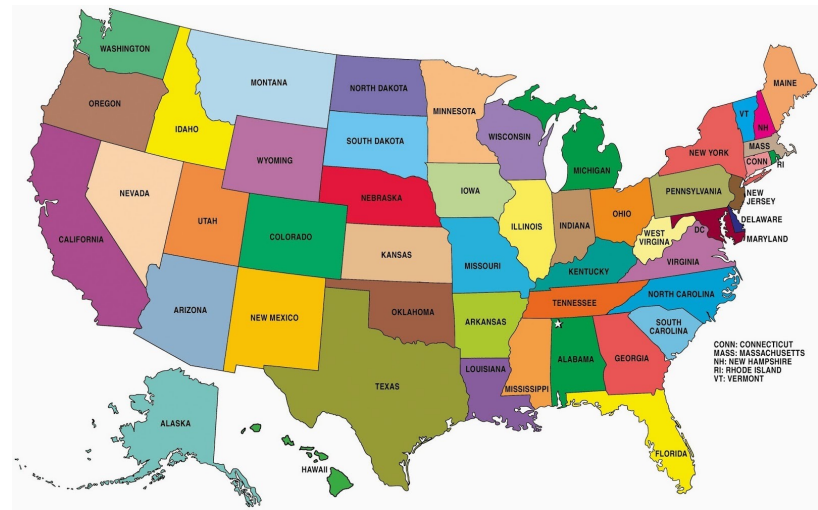 WASHINGTON
MONTANA
NORTH DAKOTA
MINNESOTA
MAINE
OREGON
IDAHO
WISCONSIN
VT
NH
SOUTH DAKOTA
MICHIGAN
NEW YORK
MASS
WYOMING
CONN
RI
NEBRASKA
IOWA
PENNSYLVANIA
NEW
JERSEY
NEVADA
UTAH
ILLINOIS
INDIANA
OHIO
DELAWARE
WEST
VIRGINA
DC
MARYLAND
CALIFORNIA
COLORADO
KANSAS
MISSOURI
KENTUCKY
VIRGINIA
ARIZONA
NEW MEXICO
OKLAHOMA
ARKANSAS
TENNESSEE
NORTH CAROLINA
SOUTH
CAROLINA
TEXAS
LOUISIANA
MISSISSIPPI
ALABAMA
GEORGIA
CONN: CONNECTICUT
MASS: MASSACHUSETTS
NH: NEW HAMPSHIRE
RI: RHODE ISLAND
VT: VERMONT
ALASKA
HAWAII
FLORIDA